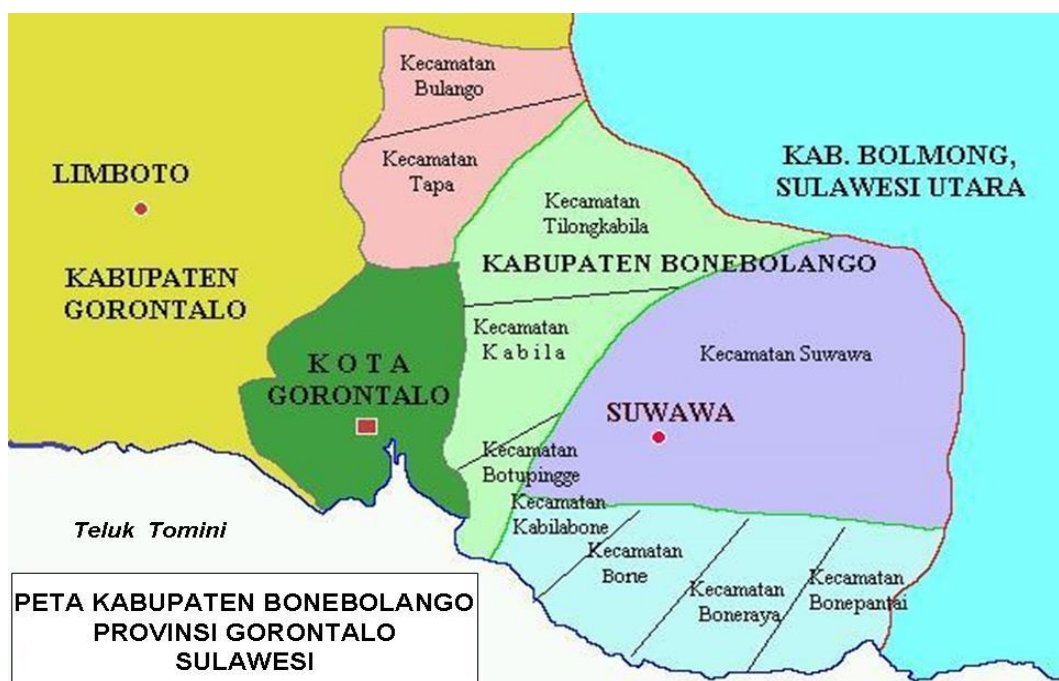 Kecamatan
Bulango
Kecamatan
Tapa
LIMBOTO
KAB. BOLMONG,
SULAWESI UTARA
Kecamatan
Tilongkabila
KABUPATEN BONEBOLANGO
KABUPATEN
GORONTALO
Kecamatan
Kabila
Kecamatan Suwawa
KOTA
GORONTALO
SUWAWA
Kecamatan
Botupingge
Kecamatan
Kabilabone
Teluk Tomini
Kecamatan
Bone
Kecamatan
Boneraya
Kecamatan
Bonepantai
PETA KABUPATEN BONEBOLANGO
PROVINSI GORONTALO
SULAWESI